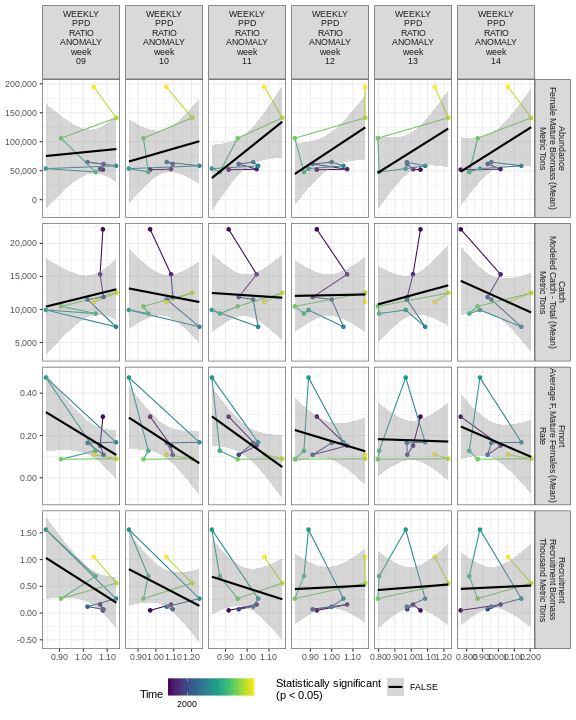 WEEKLY
PPD
RATIO
ANOMALY
week
09
WEEKLY
PPD
RATIO
ANOMALY
week
10
WEEKLY
PPD
RATIO
ANOMALY
week
11
WEEKLY
PPD
RATIO
ANOMALY
week
12
WEEKLY
PPD
RATIO
ANOMALY
week
13
WEEKLY
PPD
RATIO
ANOMALY
week
14
200,000
150,000
100,000
50,000
0
Abundance
Female Mature Biomass (Mean)
Metric Tons
20,000
15,000
10,000
5,000
Catch
Modelled Catch - Total (Mean)
Metric Tons
0.40
0.20
0.00
Fmort
Average F, Mature Females (Mean)
Rate
1.50
1.00
0.50
0.00
-0.50
Recruitment
Recruitment Biomass
Thousand Metric Tons
0.90 1.00 1.10
0.90 1.00 1.10 1.20
0.90 1.00 1.10
0.90 1.00
0.80 0.90 1.00 1.10
0.80 0.90 1.00 1.10 1.20
Time
2000
Statistically significant
(p < 0.05)
FALSE